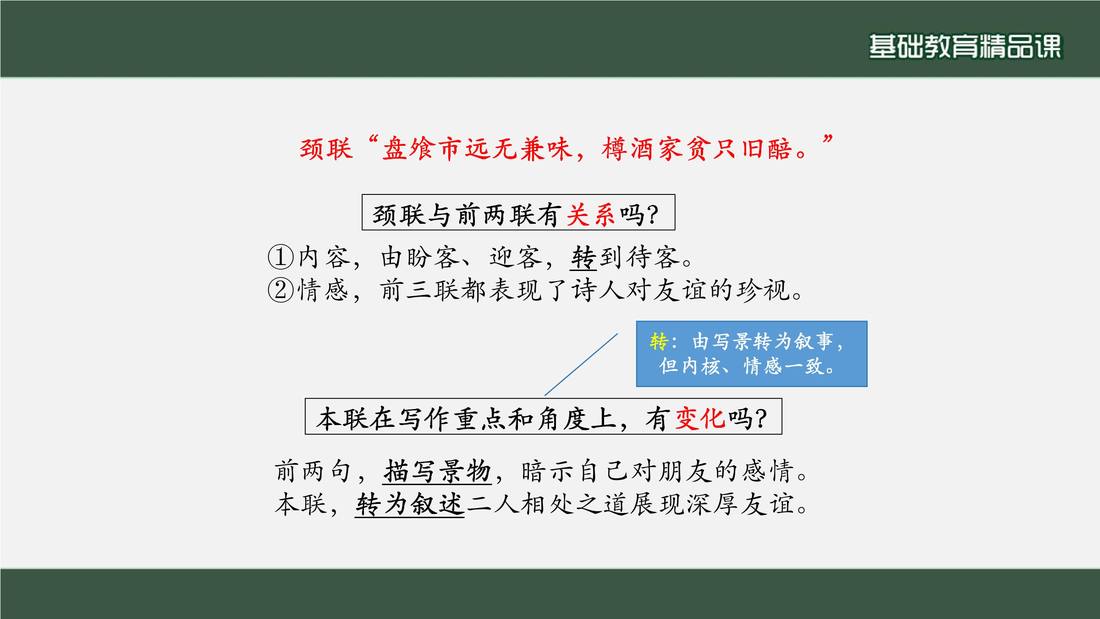 基础教育精品课
颈联“盘飧市远无兼味，樽酒家贫只旧醅。”
颈联与前两联有关系吗？
①内容，由盼客、迎客，转到待客。
②情感，前三联都表现了诗人对友谊的珍视。
转：由写景转为叙事，
但内核、情感一致。
本联在写作重点和角度上，有变化吗？
前两句，描写景物，暗示自己对朋友的感情。
本联，转为叙述二人相处之道展现深厚友谊。